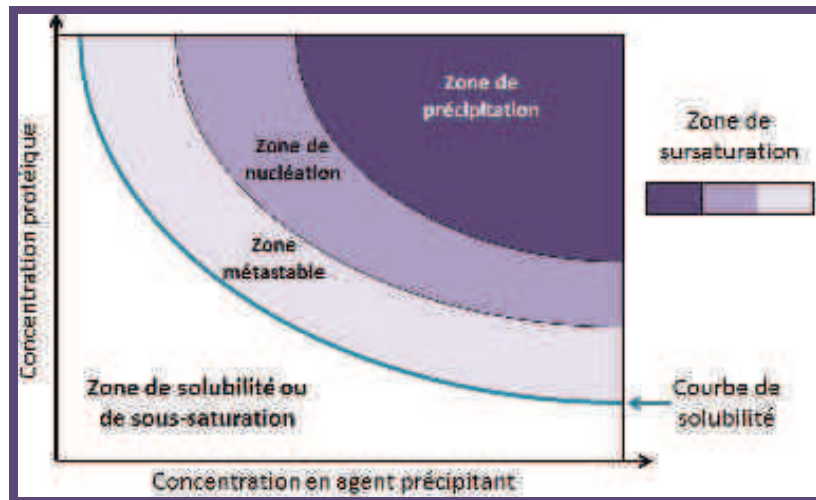 Concentration protéique
Zone de
précipitation
Zone de
nucléation
Zone
métastable
Zone de solubilité ou
de sous-saturation
Concentration en agent précipitant
Zone de
sursaturation
Courbe de
solubilité